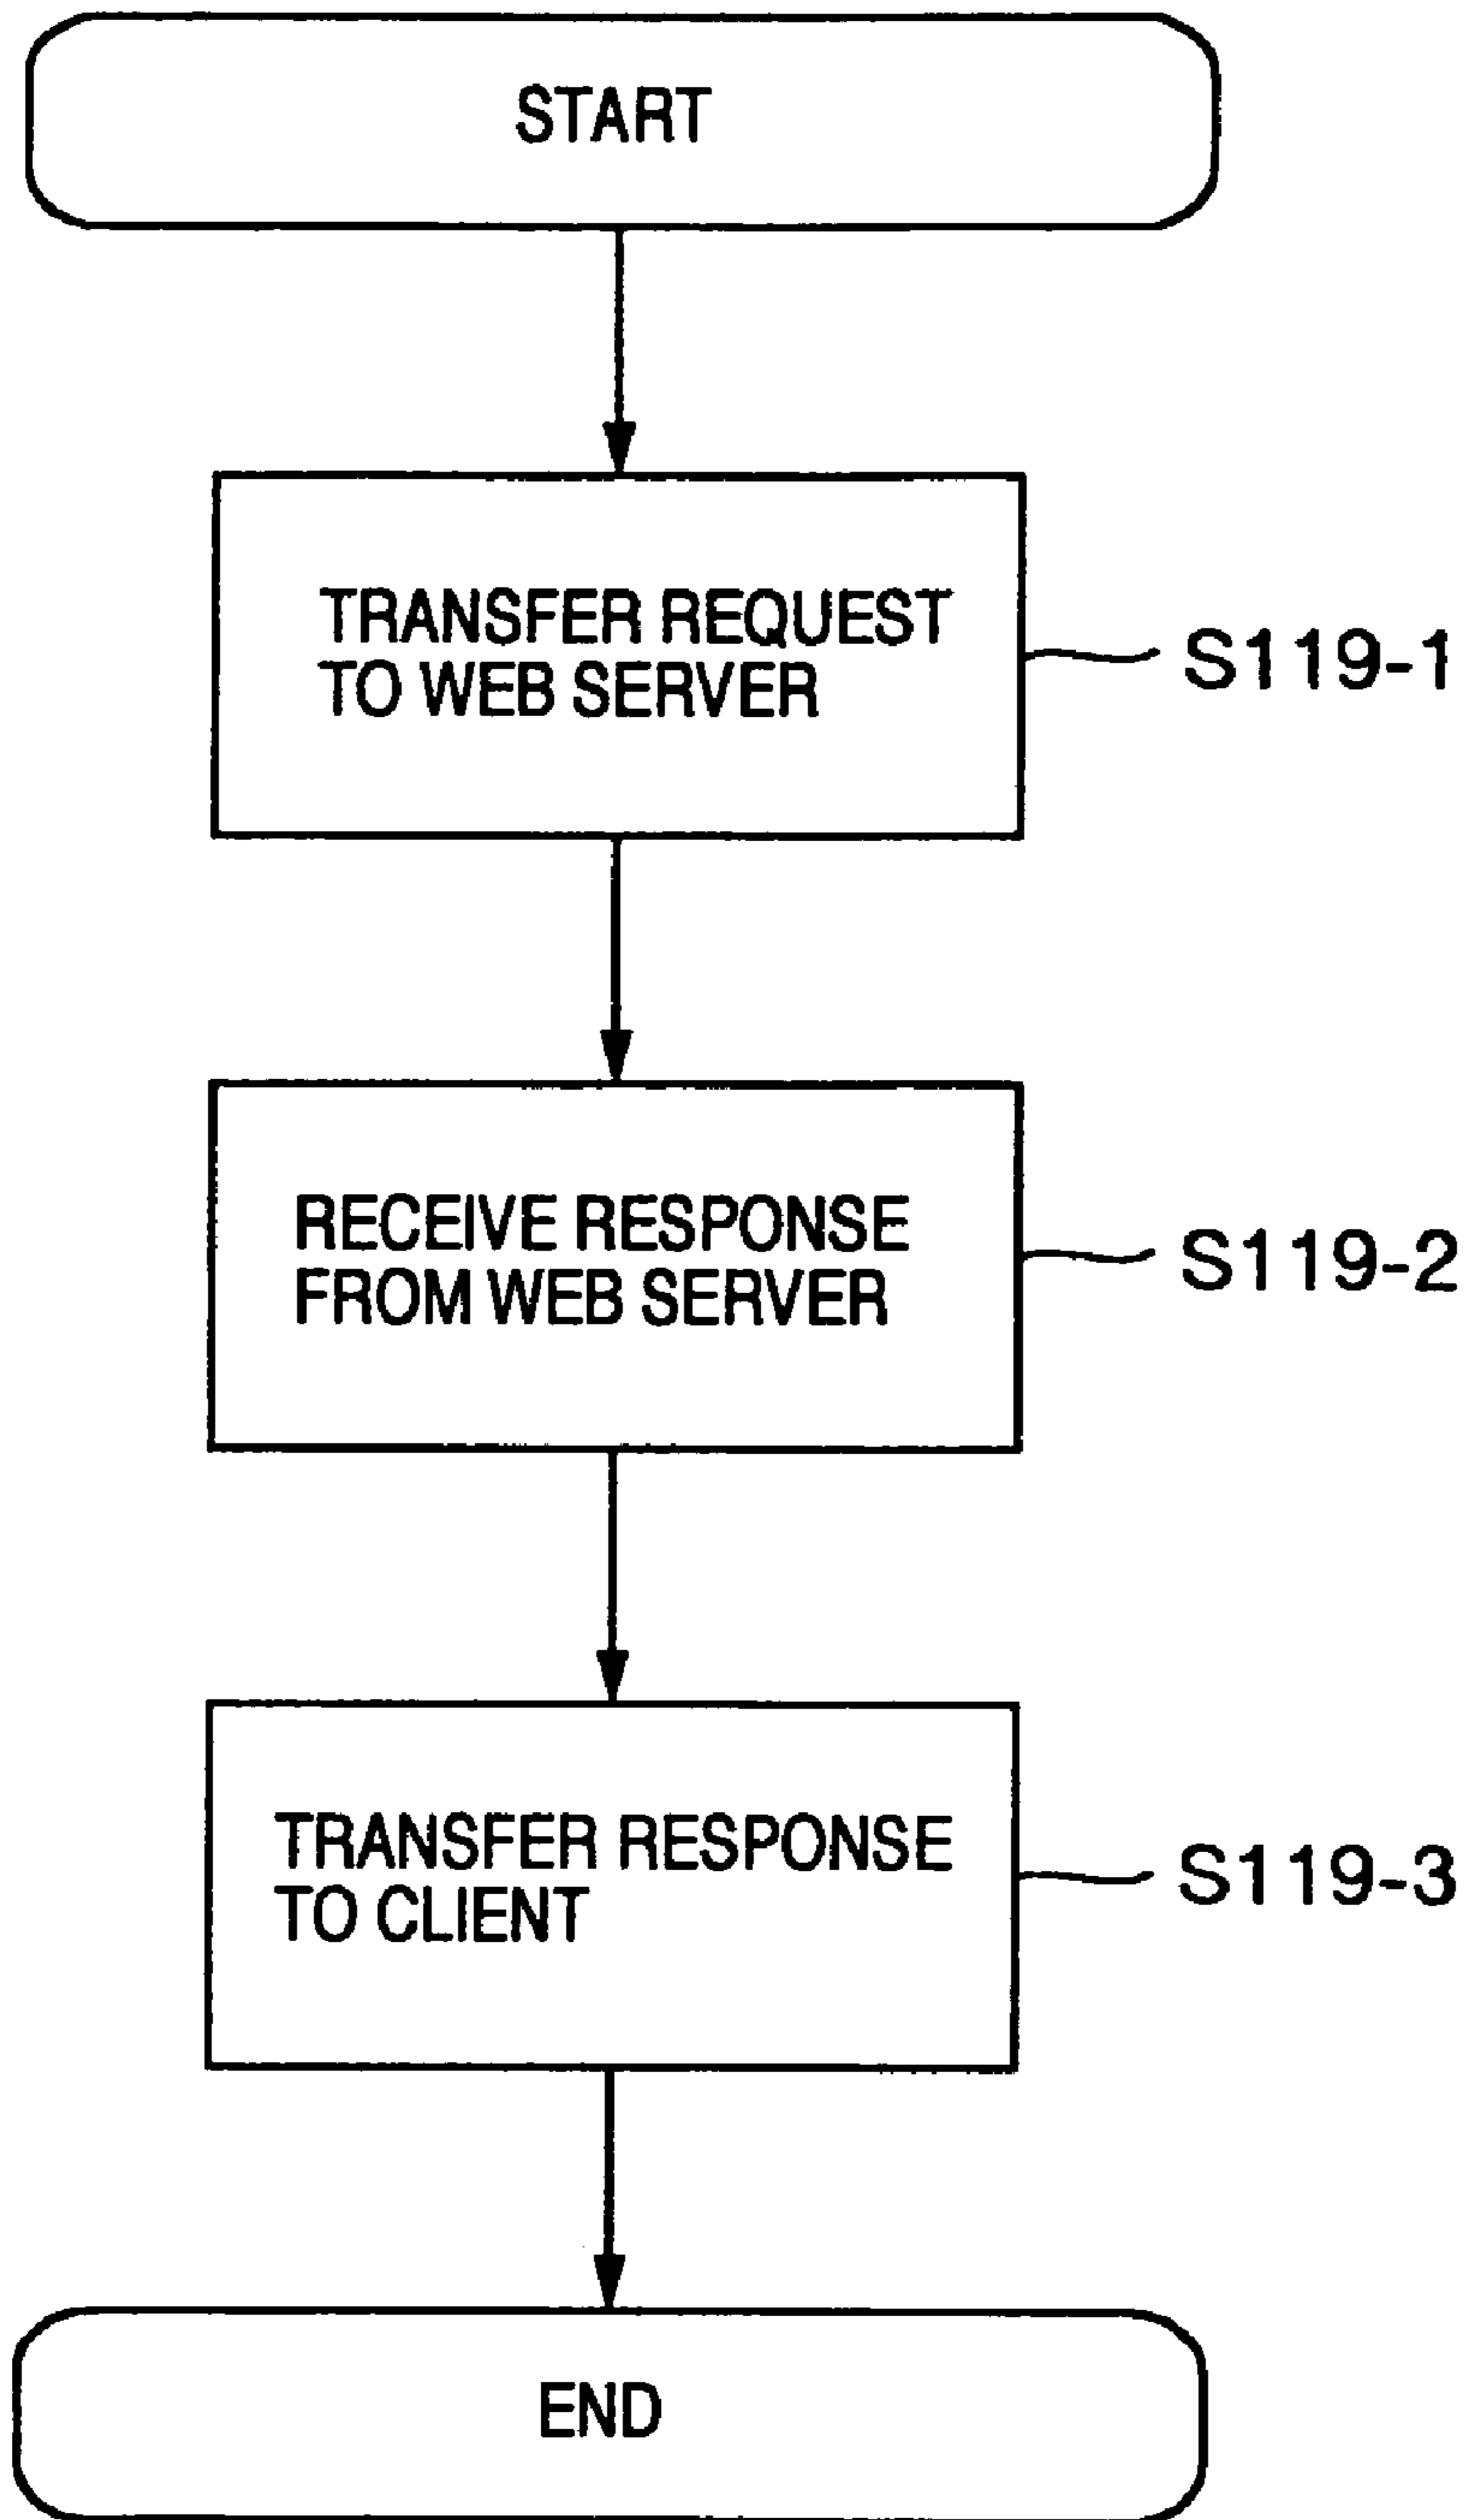 START
TRANSFER REQUEST
TO WEB SERVER
S119-1
RECEIVE RESPONSE
FROM WEB SERVER
S119-2
TRANSFER RESPONSE
TO CLIENT
S119-3
END